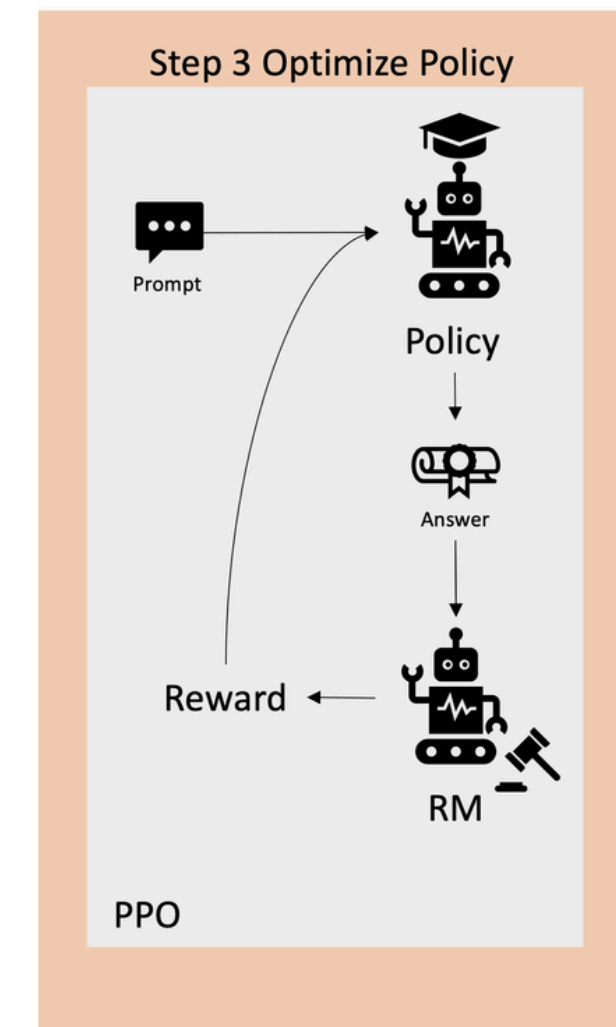 Step 3 Optimize Policy
Prompt
Policy
Answer
Reward
RM
PPO